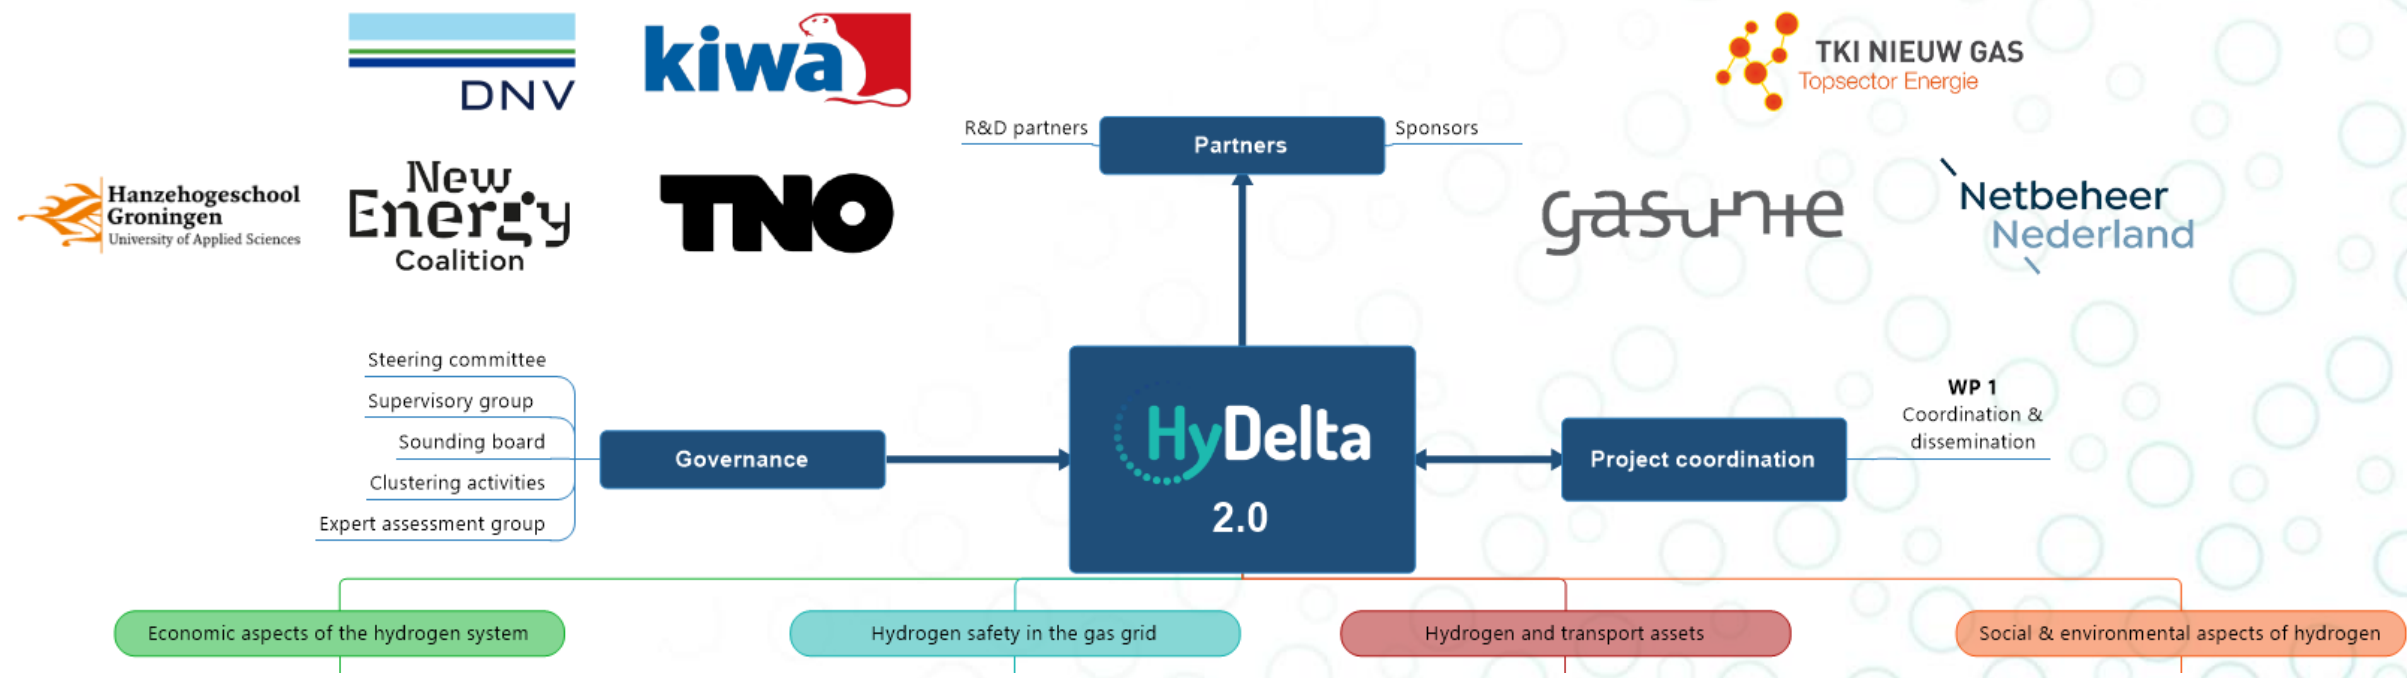 DNV
kiwa
TKI NIEUW GAS
Topsector Energie
R&D partners
Partners
Sponsors
Hanzehogeschool
Groningen
University of Applied Sciences
New
Energy
Coalition
TNO
gasunie
Netbeheer
Nederland
Steering committee
Supervisory group
Sounding board
Clustering activities
Expert assessment group
Governance
HyDelta
2.0
Project coordination
WP 1
Coordination &
dissemination
Economic aspects of the hydrogen system
Hydrogen safety in the gas grid
Hydrogen and transport assets
Social & environmental aspects of hydrogen